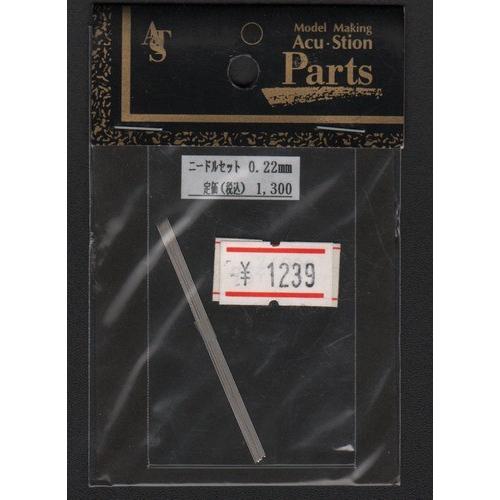 ATS
Model Making
Acu·Stion
Parts
ニードルセット 0.22mm
定価(税込) 1,300
¥ 1239